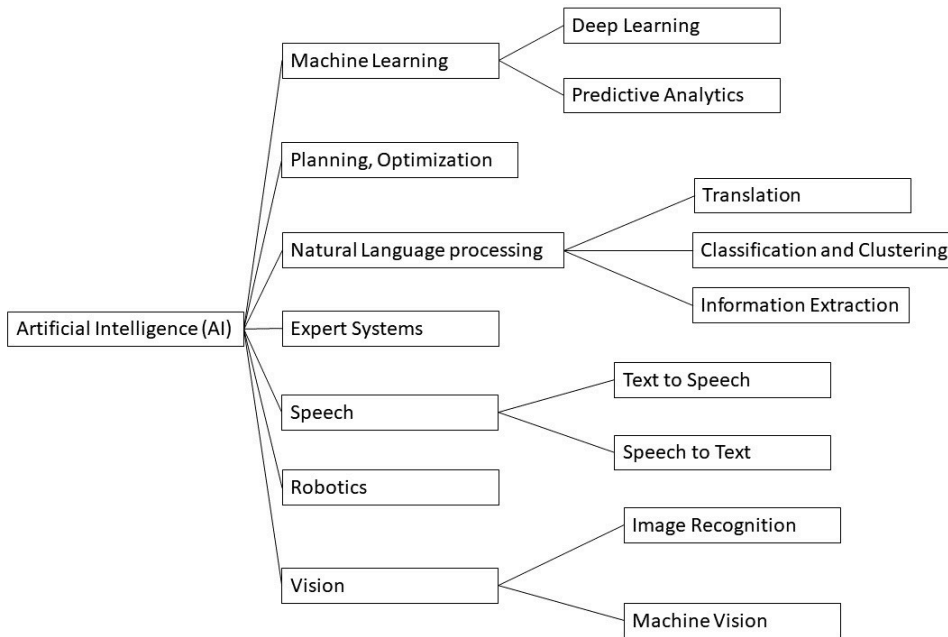 Deep Learning
Machine Learning
Predictive Analytics
Planning, Optimization
Translation
Natural Language processing
Classification and Clustering
Information Extraction
Artificial Intelligence (AI)
Expert Systems
Text to Speech
Speech
Speech to Text
Robotics
Image Recognition
Vision
Machine Vision